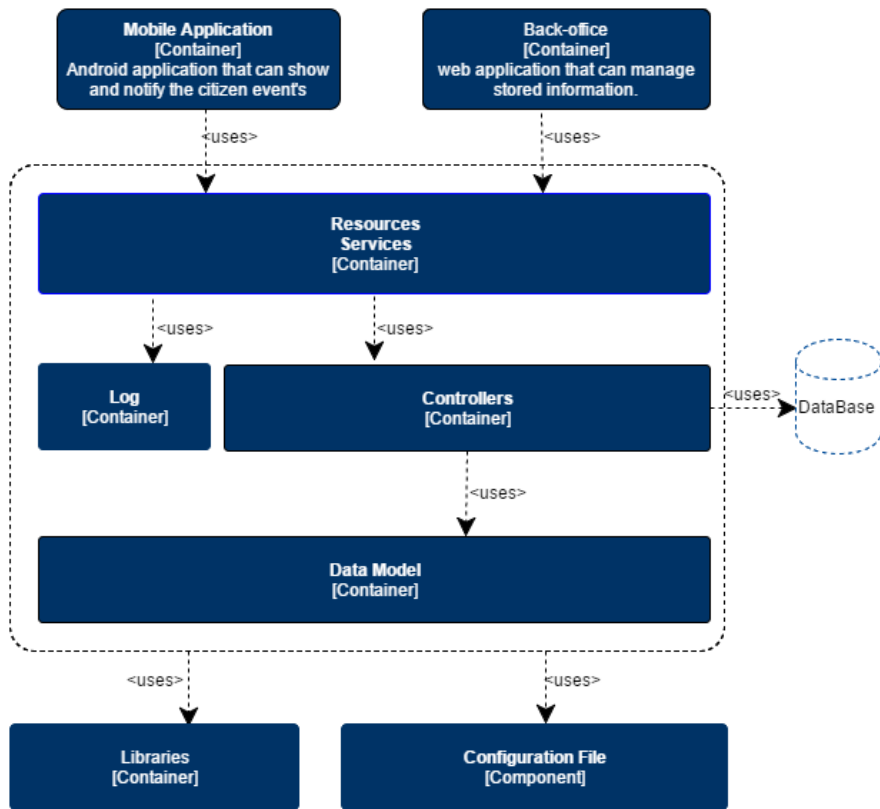 Mobile Application
[Container]
Android application that can show
and notify the citizen event's
Back-office
[Container]
web application that can manage
stored information.
<uses>
<uses>
Resources
Services
[Container]
<uses>
<uses>
Log
[Container]
Controllers
[Container]
<uses>
DataBase
<uses>
Data Model
[Container]
<uses>
<uses>
Libraries
[Container]
Configuration File
[Component]